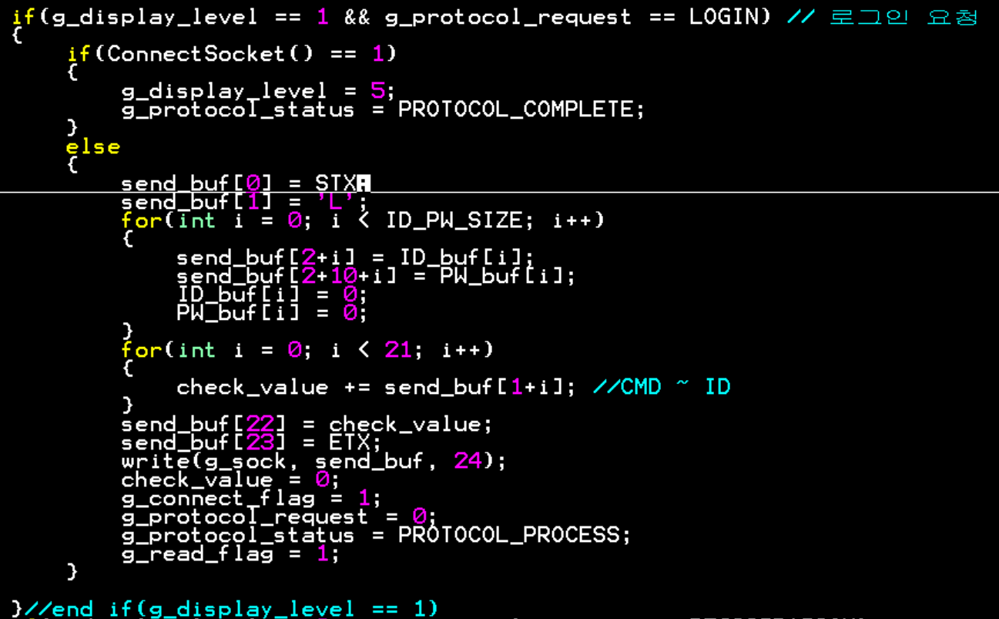 if(g_display_level == 1 && g_protocol_request == LOGIN) // 로그인 요청
{
    if(ConnectSocket() == 1)
    {
        g_display_level = 5;
        g_protocol_status = PROTOCOL_COMPLETE;
    }
    else
    {
        send_buf[0] = STX;
        send_buf[1] = 'L';
        for(int i = 0; i < ID_PW_SIZE; i++)
        {
            send_buf[2+i] = ID_buf[i];
            send_buf[2+10+i] = PW_buf[i];
            ID_buf[i] = 0;
            PW_buf[i] = 0;
        }
        for(int i = 0; i < 21; i++)
        {
            check_value += send_buf[1+i]; //CMD ~ ID
        }
        send_buf[22] = check_value;
        send_buf[23] = ETX;
        write(g_sock, send_buf, 24);
        check_value = 0;
        g_connect_flag = 1;
        g_protocol_request = 0;
        g_protocol_status = PROTOCOL_PROCESS;
        g_read_flag = 1;
    }
}//end if(g_display_level == 1)